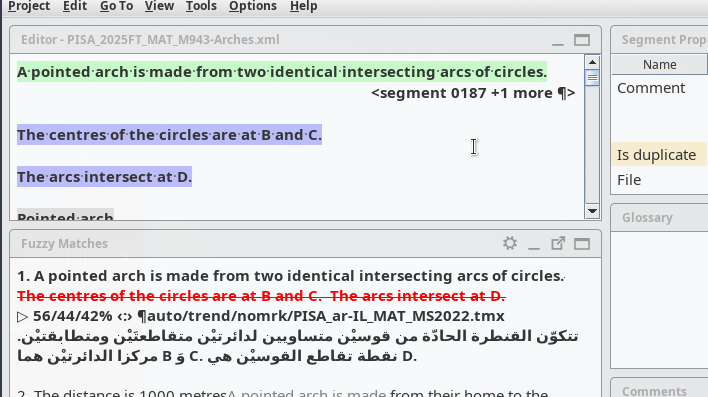 Project Edit Go To View Tools Options Help
Editor - PISA_2025FT_MAT_M943-Arches.xml
A·pointed·arch·is·made·from·two·identical·intersecting·arcs·of·circles.
<segment 0187 +1 more ¶>
The·centres·of·the·circles·are·at·B·and·C.
The·arcs·intersect·at·D.
Pointed·arch
Fuzzy Matches
1. A pointed arch is made from two identical intersecting arcs of circles.
The centres of the circles are at B and C.  The arcs intersect at D.
▷ 56/44/42% ‹·› ¶auto/trend/nomrk/PISA_ar-IL_MAT_MS2022.tmx
تتكوّن القنطرة الحادّة من قوسيْن متساويين لدائرتيْن متقاطعتَيْن ومتطابقتيْن.
مركزا الدائرتيْن هما B وَ C. نقطة تقاطع القوسيْن هي D.
2. The distance is 1000 metresA pointed arch is made from their home to the
Segment Prop
Name
Comment
Is duplicate
File
Glossary
Comments